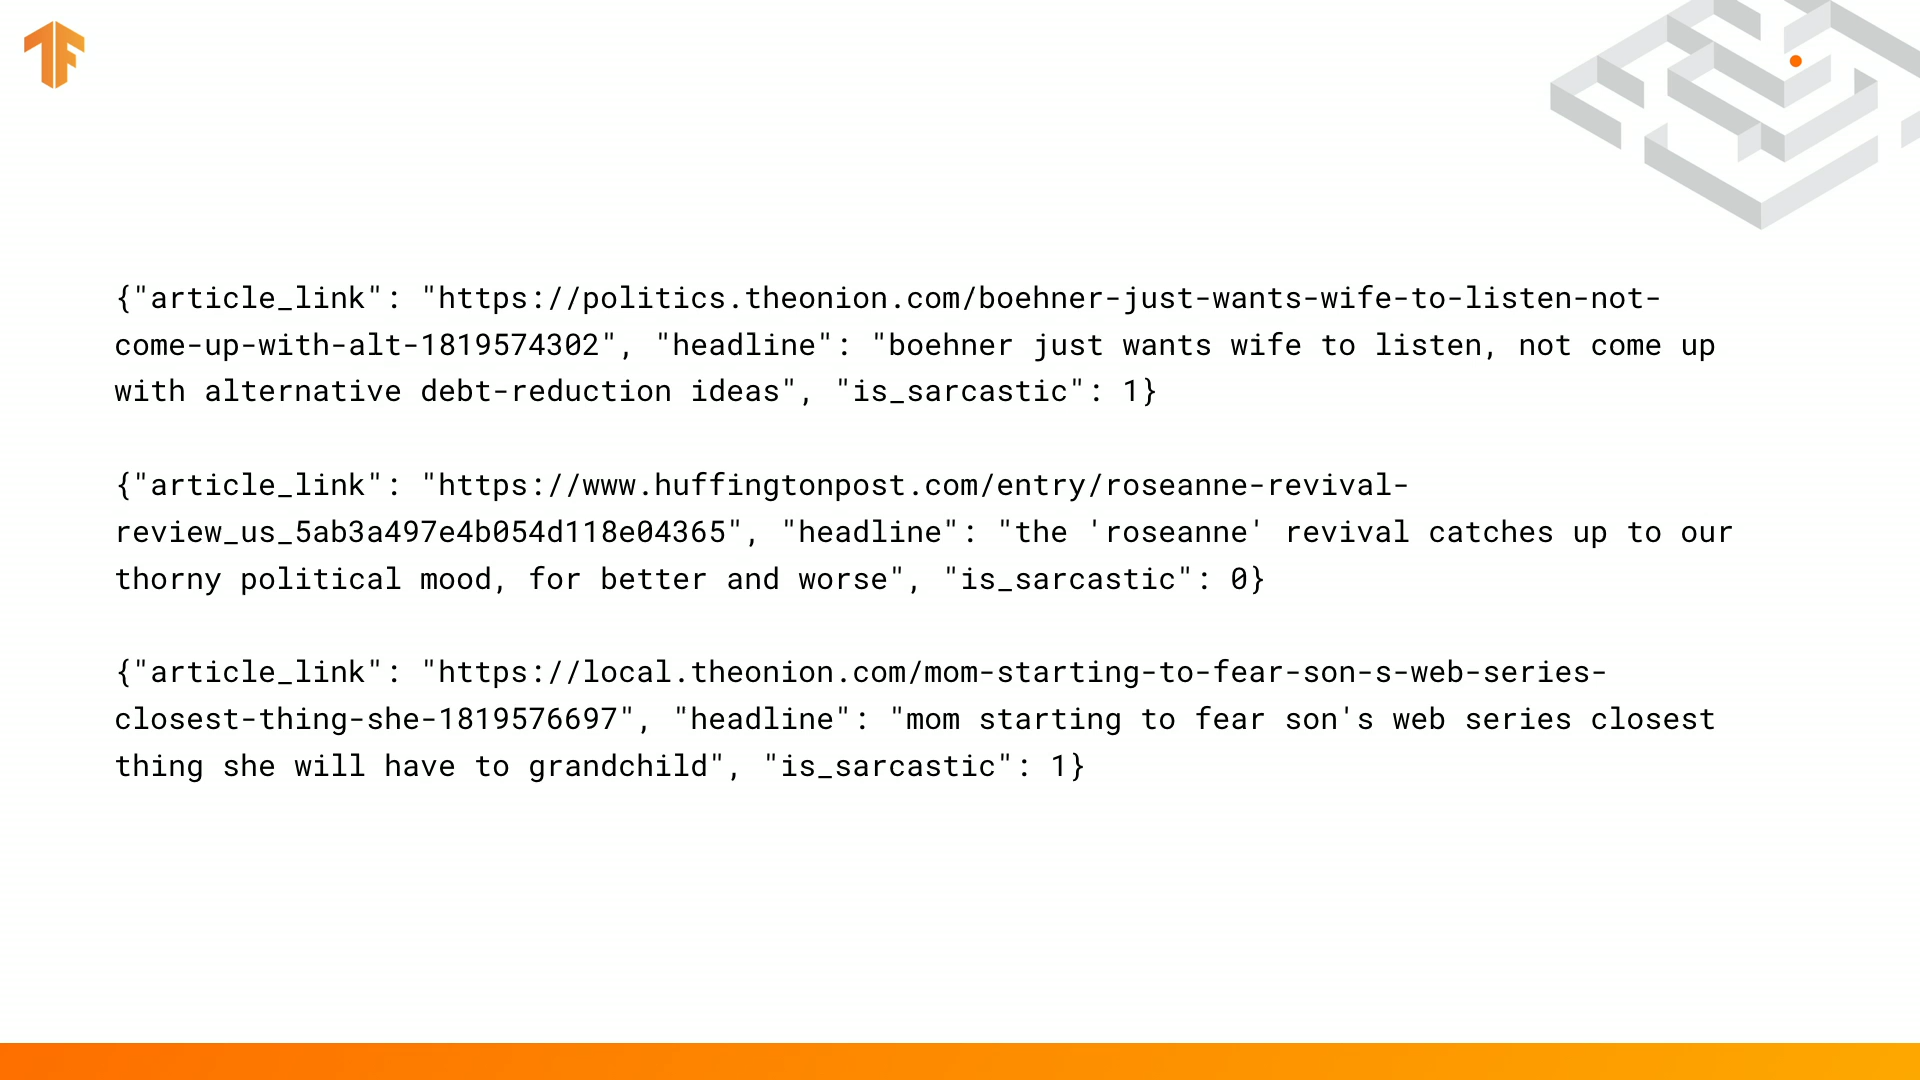 {"article_link": "https://politics.theonion.com/boehner-just-wants-wife-to-listen-not-
come-up-with-alt-1819574302", "headline": "boehner just wants wife to listen, not come up
with alternative debt-reduction ideas", "is_sarcastic": 1}
{"article_link": "https://www.huffingtonpost.com/entry/roseanne-revival-
review_us_5ab3a497e4b054d118e04365", "headline": "the 'roseanne' revival catches up to our
thorny political mood, for better and worse", "is_sarcastic": 0}
{"article_link": "https://local.theonion.com/mom-starting-to-fear-son-s-web-series-
closest-thing-she-1819576697", "headline": "mom starting to fear son's web series closest
thing she will have to grandchild", "is_sarcastic": 1}